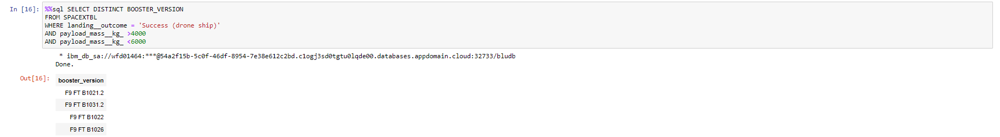 In [16]: %%sql SELECT DISTINCT BOOSTER_VERSION
FROM SPACEXTBL
WHERE landing__outcome = 'Success (drone ship)'
AND payload_mass__kg_ >4000
AND payload_mass__kg_ <6000
* ibm_db_sa://wfd01464:***@54a2f15b-5c0f-46df-8954-7e38e612c2bd.c1ogj3sd0tgtu0lqde00.databases.appdomain.cloud:32733/bludb
Done.
Out[16]: booster_version
F9 FT B1021.2
F9 FT B1031.2
F9 FT B1022
F9 FT B1026